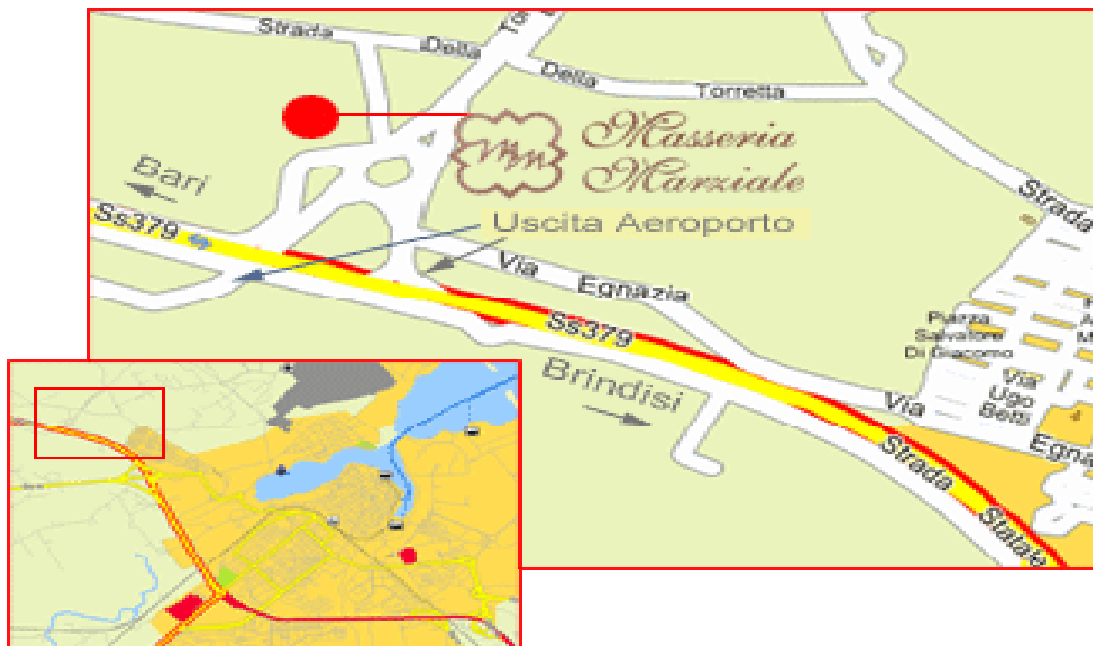 Strada
Della
Della
Torretta
Masseria
Marziale
Bari
Ss379
Uscita Aeroporto
Strada
Via
Egnazia
Ss379
Piazza
Salvatore
Di Giacomo
Via
Ugo
Betti
Brindisi
Via
Strada
Statale